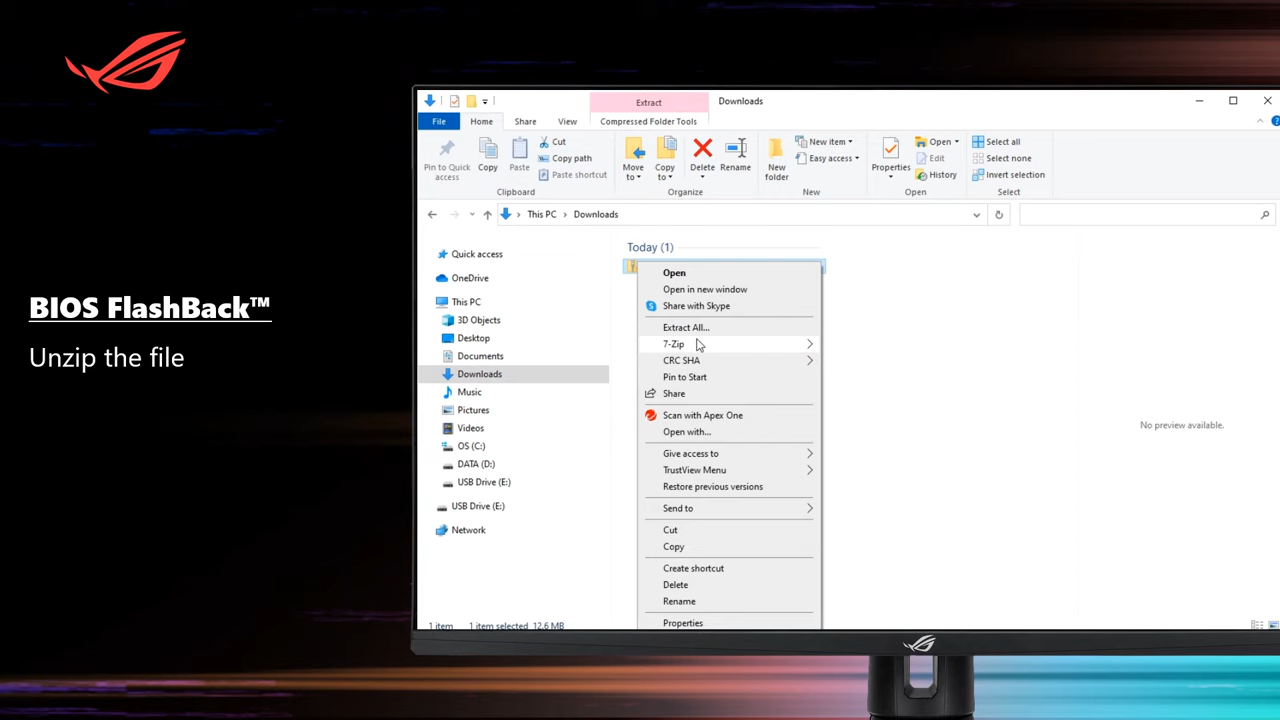 BIOS FlashBack™
Unzip the file
Extract
Downloads
File
Home
Share
View
Compressed Folder Tools
Pin to Quick access
Copy
Paste
Cut
Copy path
Paste shortcut
Clipboard
Move to
Copy to
Delete
Rename
Organize
New folder
New item
Easy access
New
Properties
Open
Edit
History
Open
Select all
Select none
Invert selection
Select
This PC > Downloads
Quick access
OneDrive
This PC
3D Objects
Desktop
Documents
Downloads
Music
Pictures
Videos
OS (C:)
DATA (D:)
USB Drive (E:)
USB Drive (E:)
Network
Today (1)
Open
Open in new window
Share with Skype
Extract All...
7-Zip
CRC SHA
Pin to Start
Share
Scan with Apex One
Open with...
Give access to
TrustView Menu
Restore previous versions
Send to
Cut
Copy
Create shortcut
Delete
Rename
Properties
No preview available.
1 item
1 item selected 12.6 MB